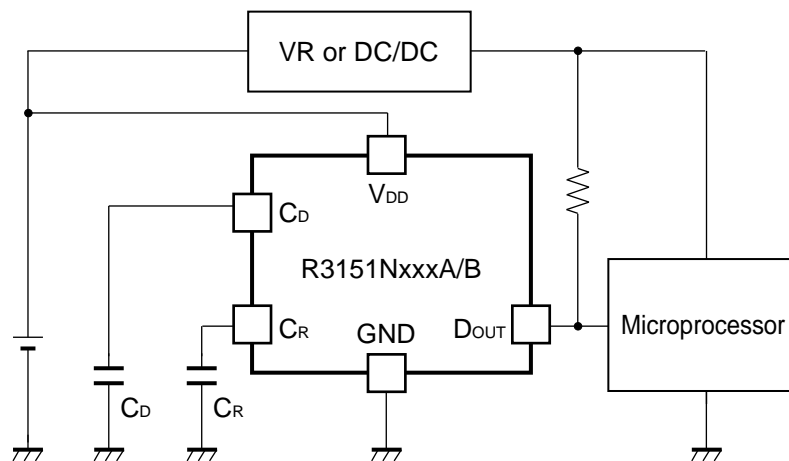 VR or DC/DC
VDD
CD
R3151NxxxA/B
CR
GND
DOUT
Microprocessor
CD
CR